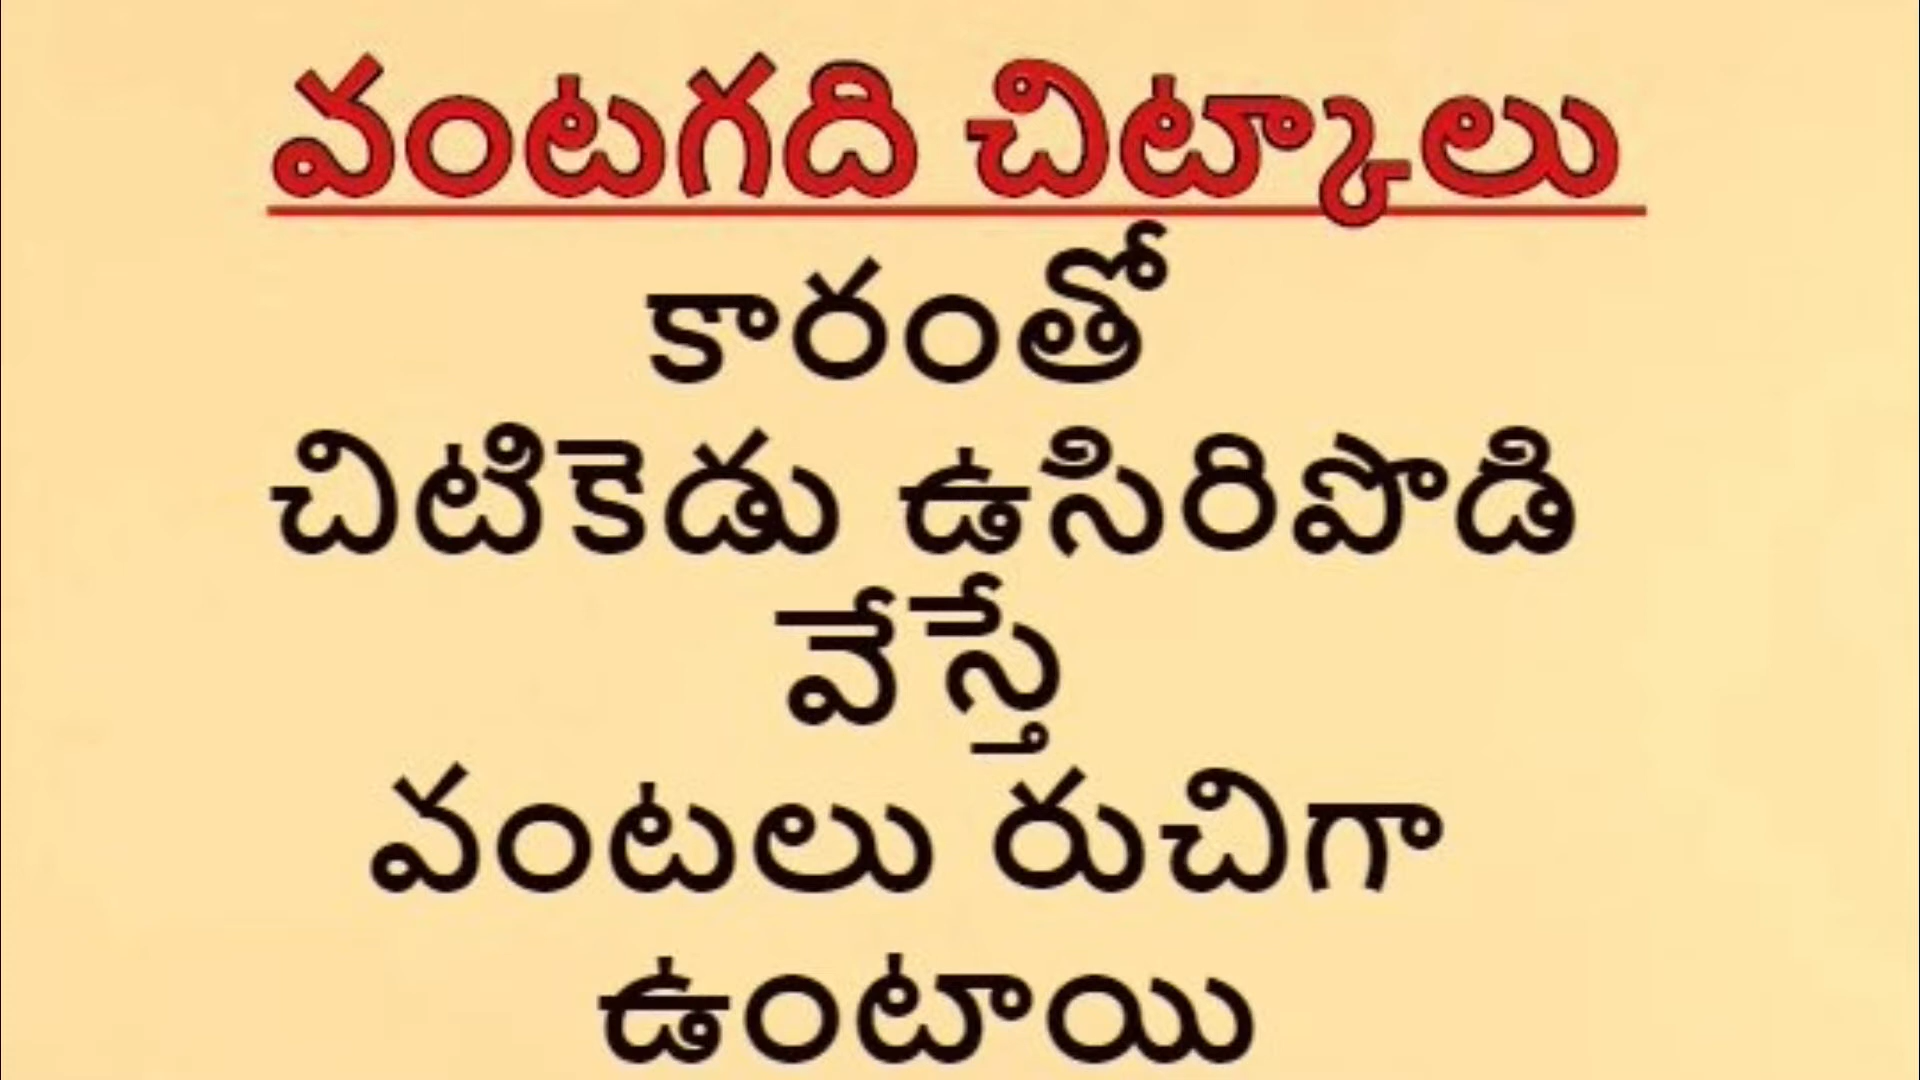 వంటగది చిట్కాలు
కారంతో
చిటికెడు ఉసిరిపొడి
వేస్తే
వంటలు రుచిగా
ఉంటాయి